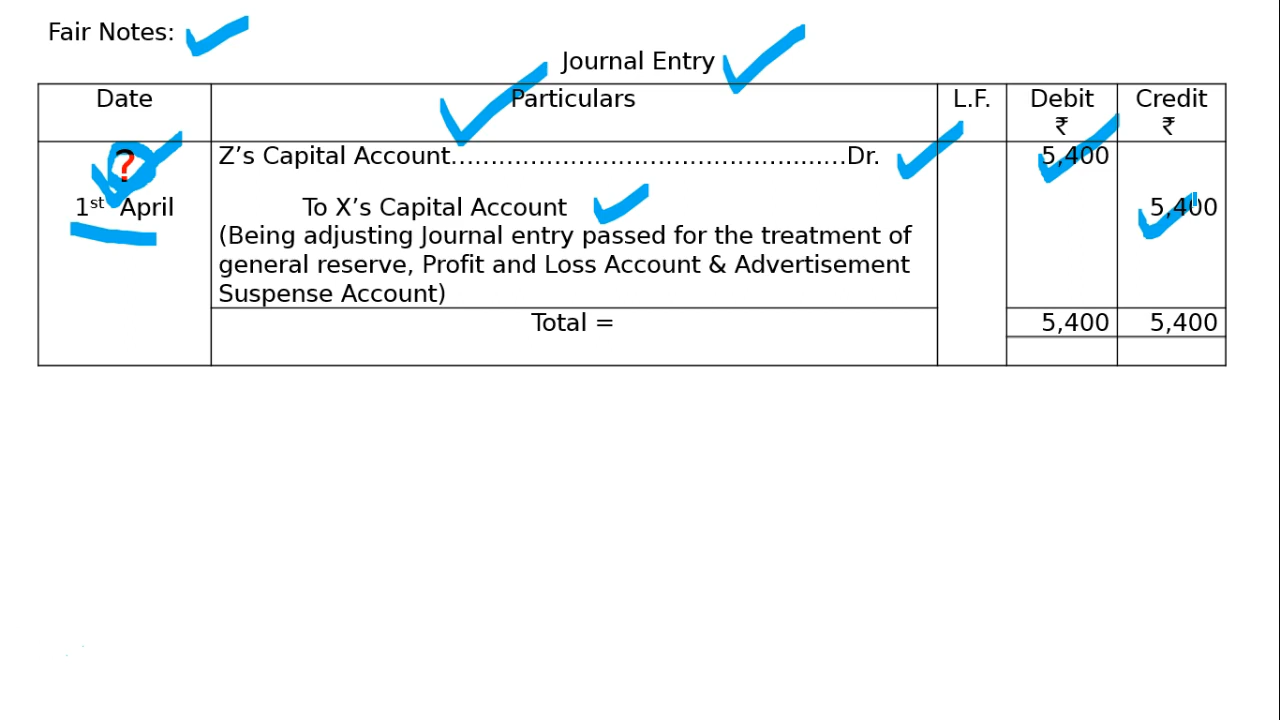 Fair Notes:
Journal Entry
Date Particulars L.F. Debit Credit
₹ ₹
? Z’s Capital Account.................................................Dr. 5,400
1st April To X’s Capital Account 5,400
(Being adjusting Journal entry passed for the treatment of
general reserve, Profit and Loss Account & Advertisement
Suspense Account)
Total = 5,400 5,400